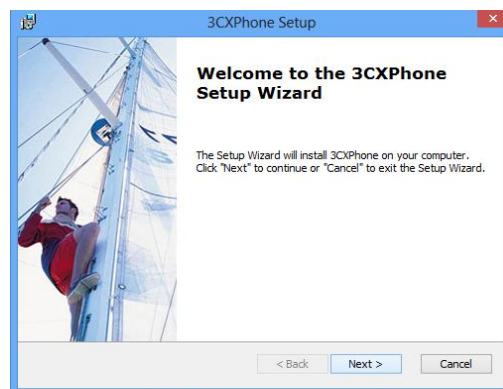 3CXPhone Setup
Welcome to the 3CXPhone
Setup Wizard
The Setup Wizard will install 3CXPhone on your computer.
Click "Next" to continue or "Cancel" to exit the Setup Wizard.
< Back Next > Cancel